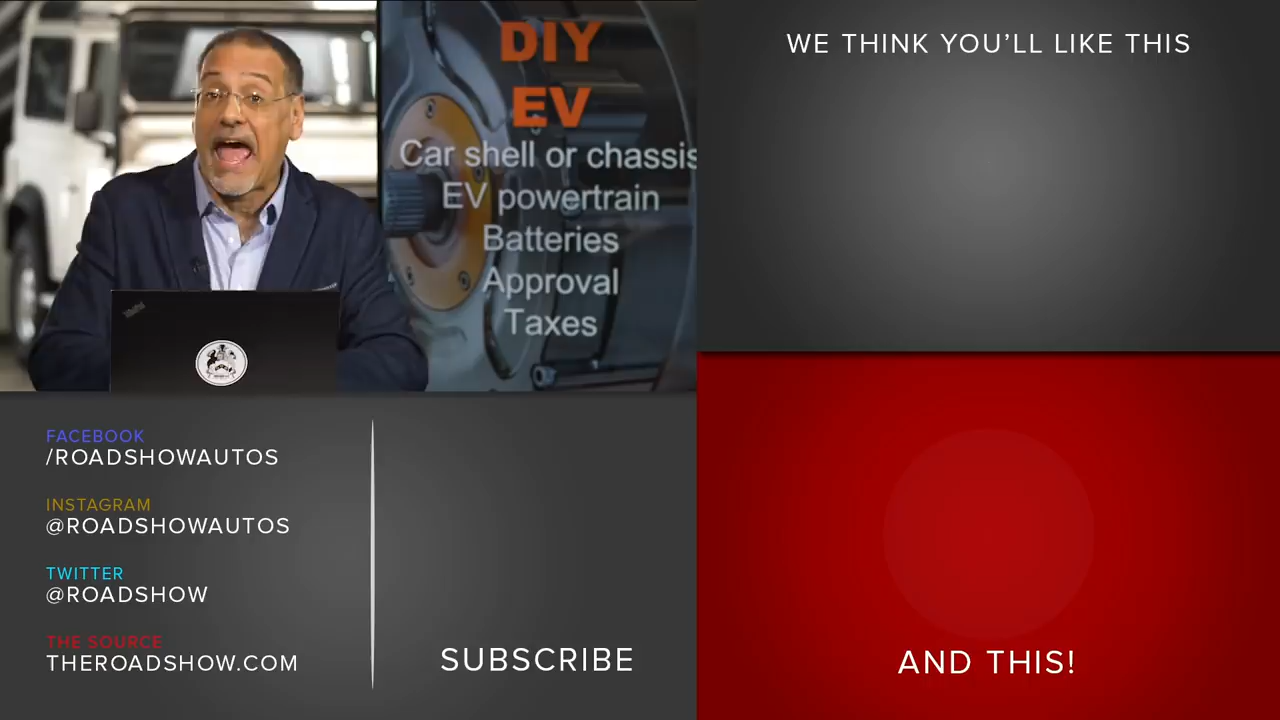 DIY
EV
Car shell or chassis
EV powertrain
Batteries
Approval
Taxes
WE THINK YOU'LL LIKE THIS
FACEBOOK
/ROADSHOWAUTOS
INSTAGRAM
@ROADSHOWAUTOS
TWITTER
@ROADSHOW
THE SOURCE
THEROADSHOW.COM
SUBSCRIBE
AND THIS!